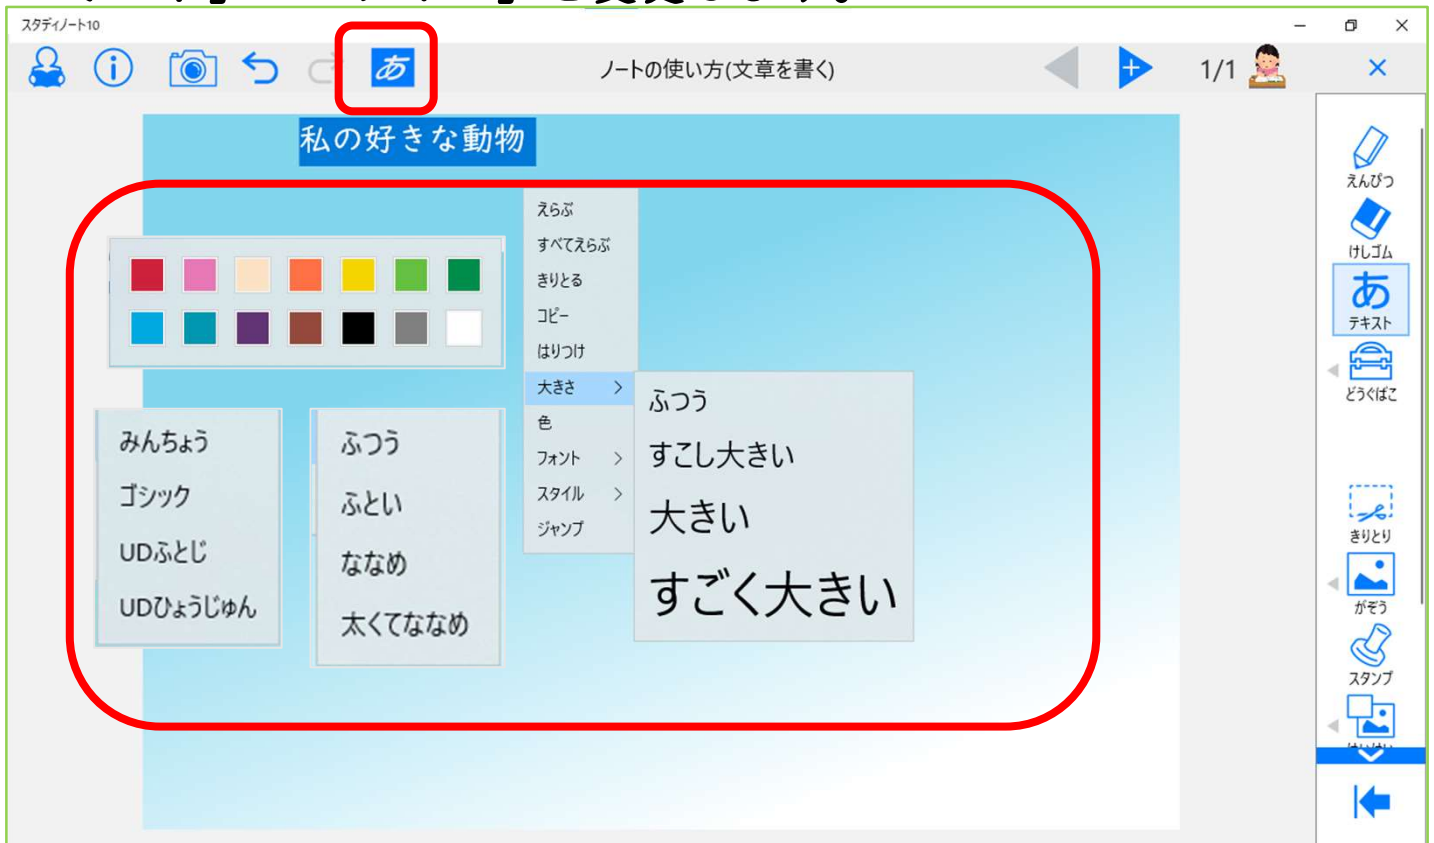 スタディノート10
あ
ノートの使い方(文章を書く)
1/1
私の好きな動物
えらぶ
すべてえらぶ
きりとる
コピー
はりつけ
大きさ
色
フォント
スタイル
ジャンプ
ふつう
すこし大きい
大きい
すごく大きい
みんちょう
ゴシック
UDふとじ
UDひょうじゅん
ふつう
ふとい
ななめ
太くてななめ
えんぴつ
けしゴム
あ
テキスト
どうぐばこ
きりとり
がぞう
スタンプ